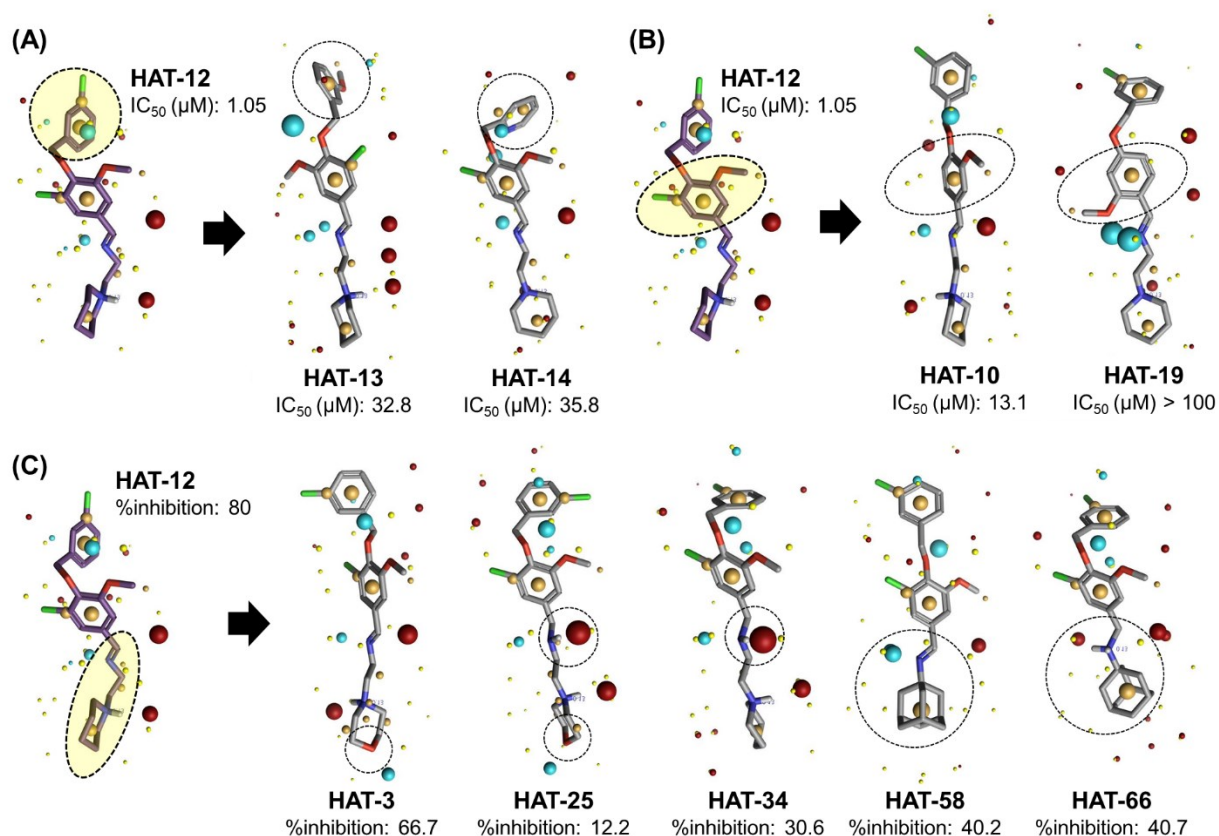 (A)
HAT-12
IC₅₀ (µM): 1.05
HAT-13
IC₅₀ (µM): 32.8
HAT-14
IC₅₀ (µM): 35.8
(B)
HAT-12
IC₅₀ (µM): 1.05
HAT-10
IC₅₀ (µM): 13.1
HAT-19
IC₅₀ (µM) > 100
(C)
HAT-12
%inhibition: 80
HAT-3
%inhibition: 66.7
HAT-25
%inhibition: 12.2
HAT-34
%inhibition: 30.6
HAT-58
%inhibition: 40.2
HAT-66
%inhibition: 40.7